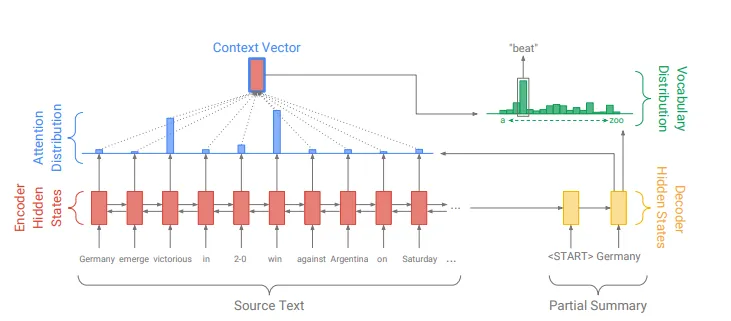 Context Vector
"beat"
Attention
Distribution
Vocabulary
Distribution
a
zoo
Encoder
Hidden
States
Decoder
Hidden States
Germany emerge victorious in 2-0 win against Argentina on Saturday ...
...
<START> Germany
Source Text
Partial Summary